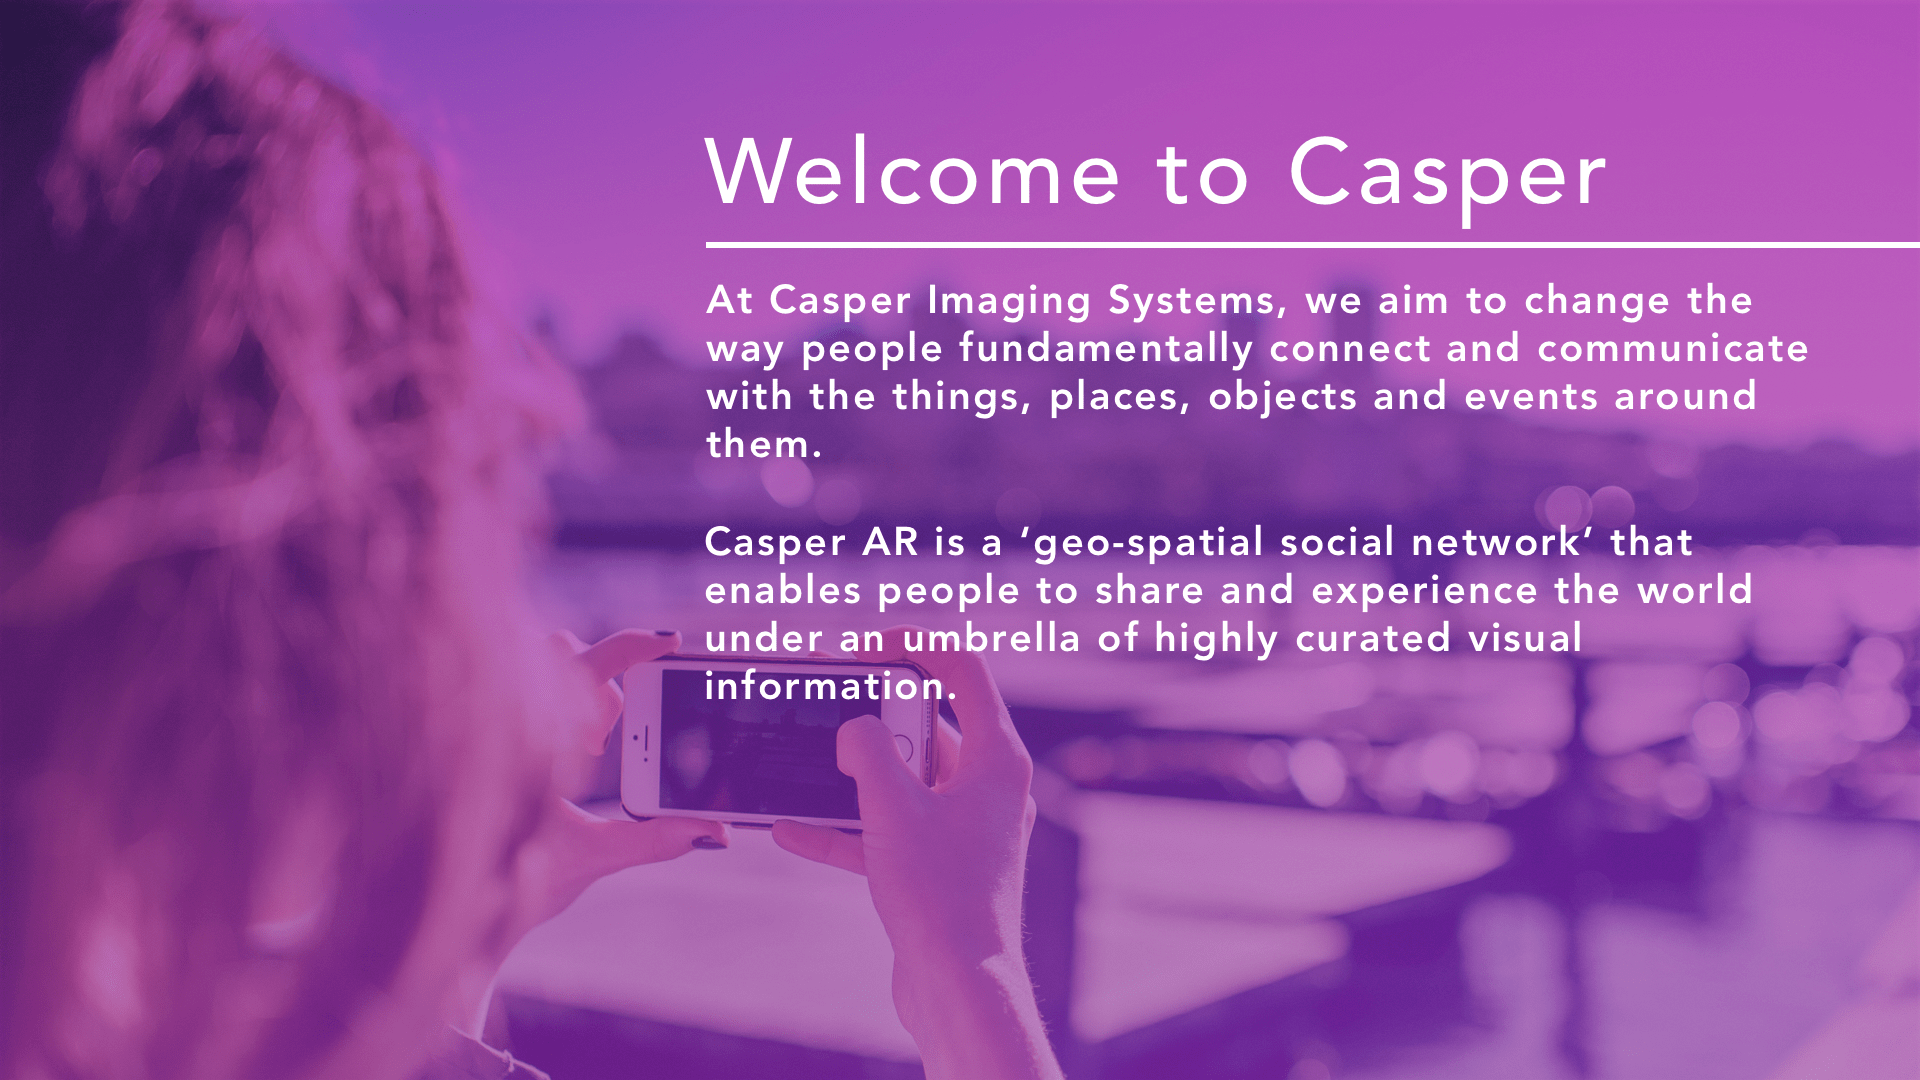 Welcome to Casper
At Casper Imaging Systems, we aim to change the
way people fundamentally connect and communicate
with the things, places, objects and events around
them.
Casper AR is a ‘geo-spatial social network’ that
enables people to share and experience the world
under an umbrella of highly curated visual
information.